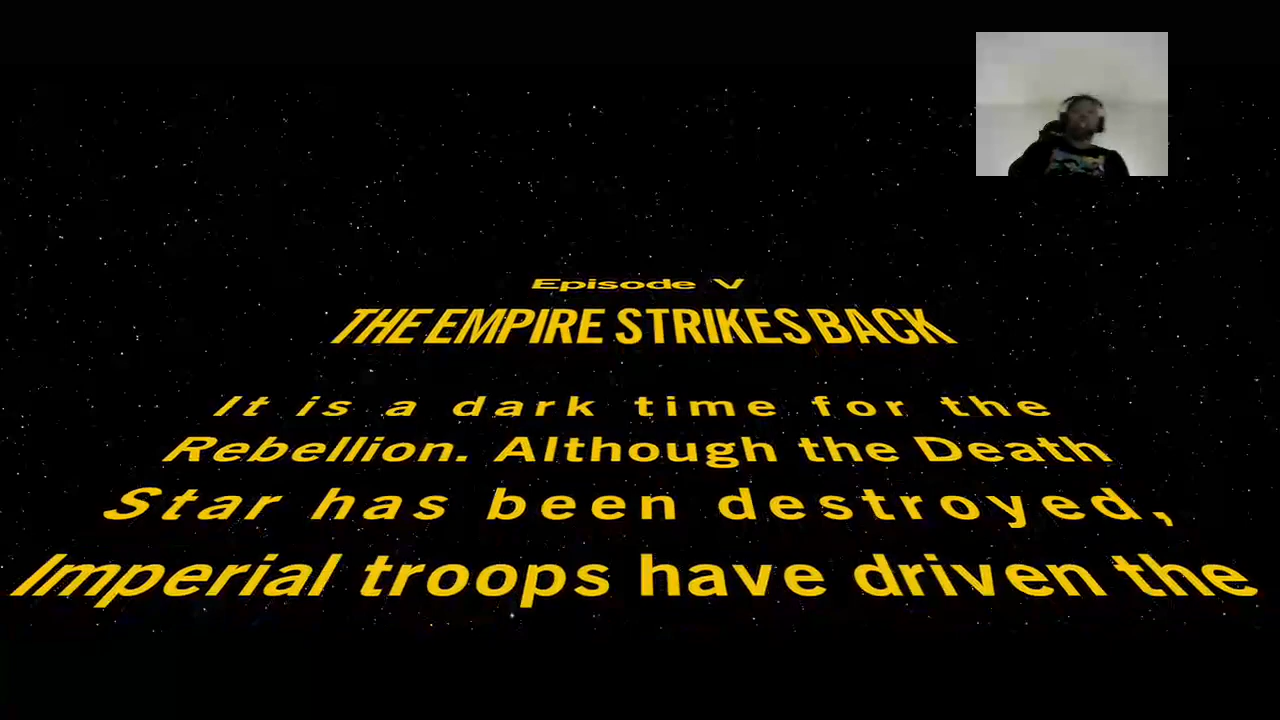 Episode V
THE EMPIRE STRIKES BACK
It is a dark time for the
Rebellion. Although the Death
Star has been destroyed,
Imperial troops have driven the